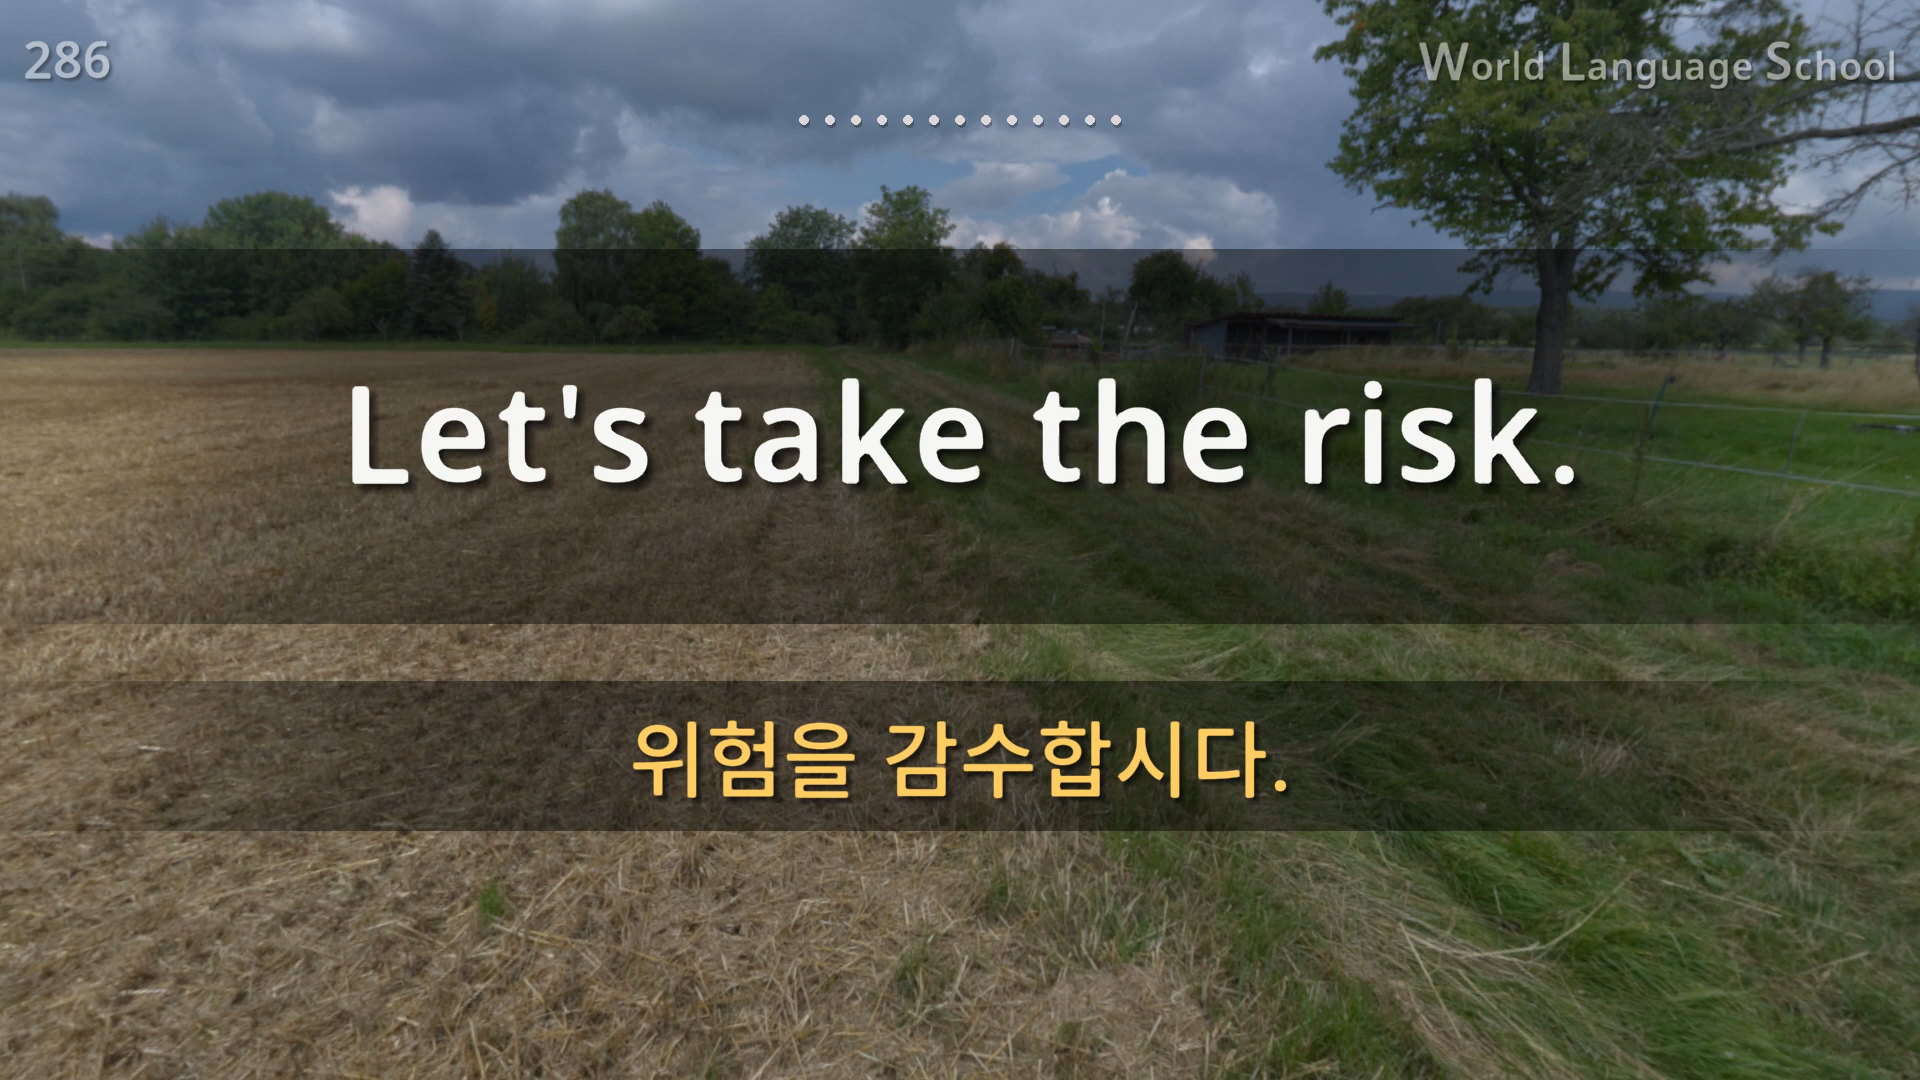 286
World Language School
Let's take the risk.
위험을 감수합시다.